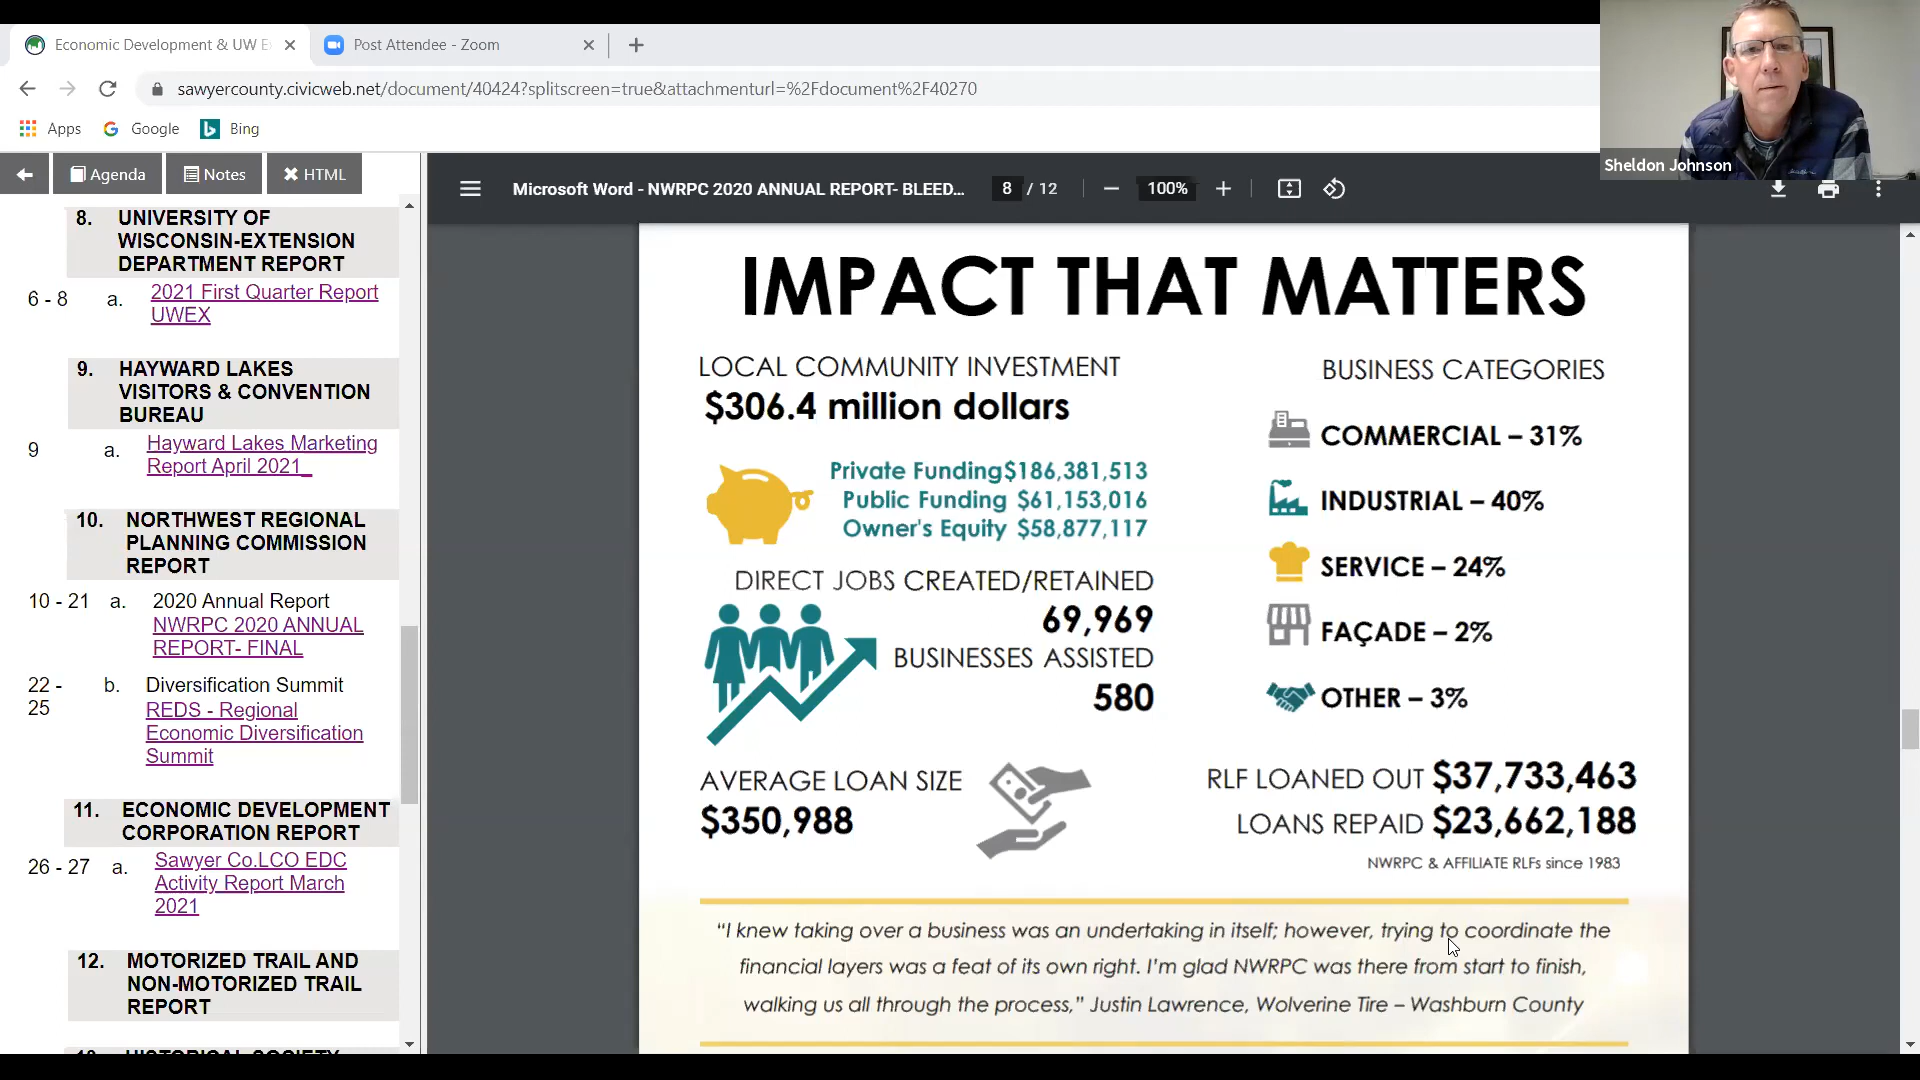 Economic Development & UW E
Post Attendee - Zoom
sawyercounty.civicweb.net/document/40424?splitscreen=true&attachmenturl=%2Fdocument%2F40270
Apps
Google
Bing
Sheldon Johnson
Agenda
Notes
HTML
Microsoft Word - NWRPC 2020 ANNUAL REPORT- BLEED...
8 / 12
100%
8. UNIVERSITY OF
WISCONSIN-EXTENSION
DEPARTMENT REPORT
6 - 8 a. 2021 First Quarter Report
UWEX
9. HAYWARD LAKES
VISITORS & CONVENTION
BUREAU
9 a. Hayward Lakes Marketing
Report April 2021_
10. NORTHWEST REGIONAL
PLANNING COMMISSION
REPORT
10 - 21 a. 2020 Annual Report
NWRPC 2020 ANNUAL
REPORT- FINAL
22 -
25
b. Diversification Summit
REDS - Regional
Economic Diversification
Summit
11. ECONOMIC DEVELOPMENT
CORPORATION REPORT
26 - 27 a. Sawyer Co.LCO EDC
Activity Report March
2021
12. MOTORIZED TRAIL AND
NON-MOTORIZED TRAIL
REPORT
IMPACT THAT MATTERS
LOCAL COMMUNITY INVESTMENT
$306.4 million dollars
Private Funding$186,381,513
Public Funding $61,153,016
Owner's Equity $58,877,117
DIRECT JOBS CREATED/RETAINED
69,969
BUSINESSES ASSISTED
580
AVERAGE LOAN SIZE
$350,988
BUSINESS CATEGORIES
COMMERCIAL – 31%
INDUSTRIAL – 40%
SERVICE – 24%
FAÇADE – 2%
OTHER – 3%
RLF LOANED OUT $37,733,463
LOANS REPAID $23,662,188
NWRPC & AFFILIATE RLFs since 1983
“I knew taking over a business was an undertaking in itself; however, trying to coordinate the
financial layers was a feat of its own right. I’m glad NWRPC was there from start to finish,
walking us all through the process,” Justin Lawrence, Wolverine Tire – Washburn County